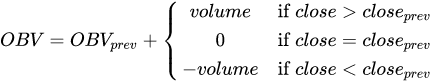 volume if close > close_prev
OBV = OBV_prev + { 0 if close = close_prev
−volume if close < close_prev